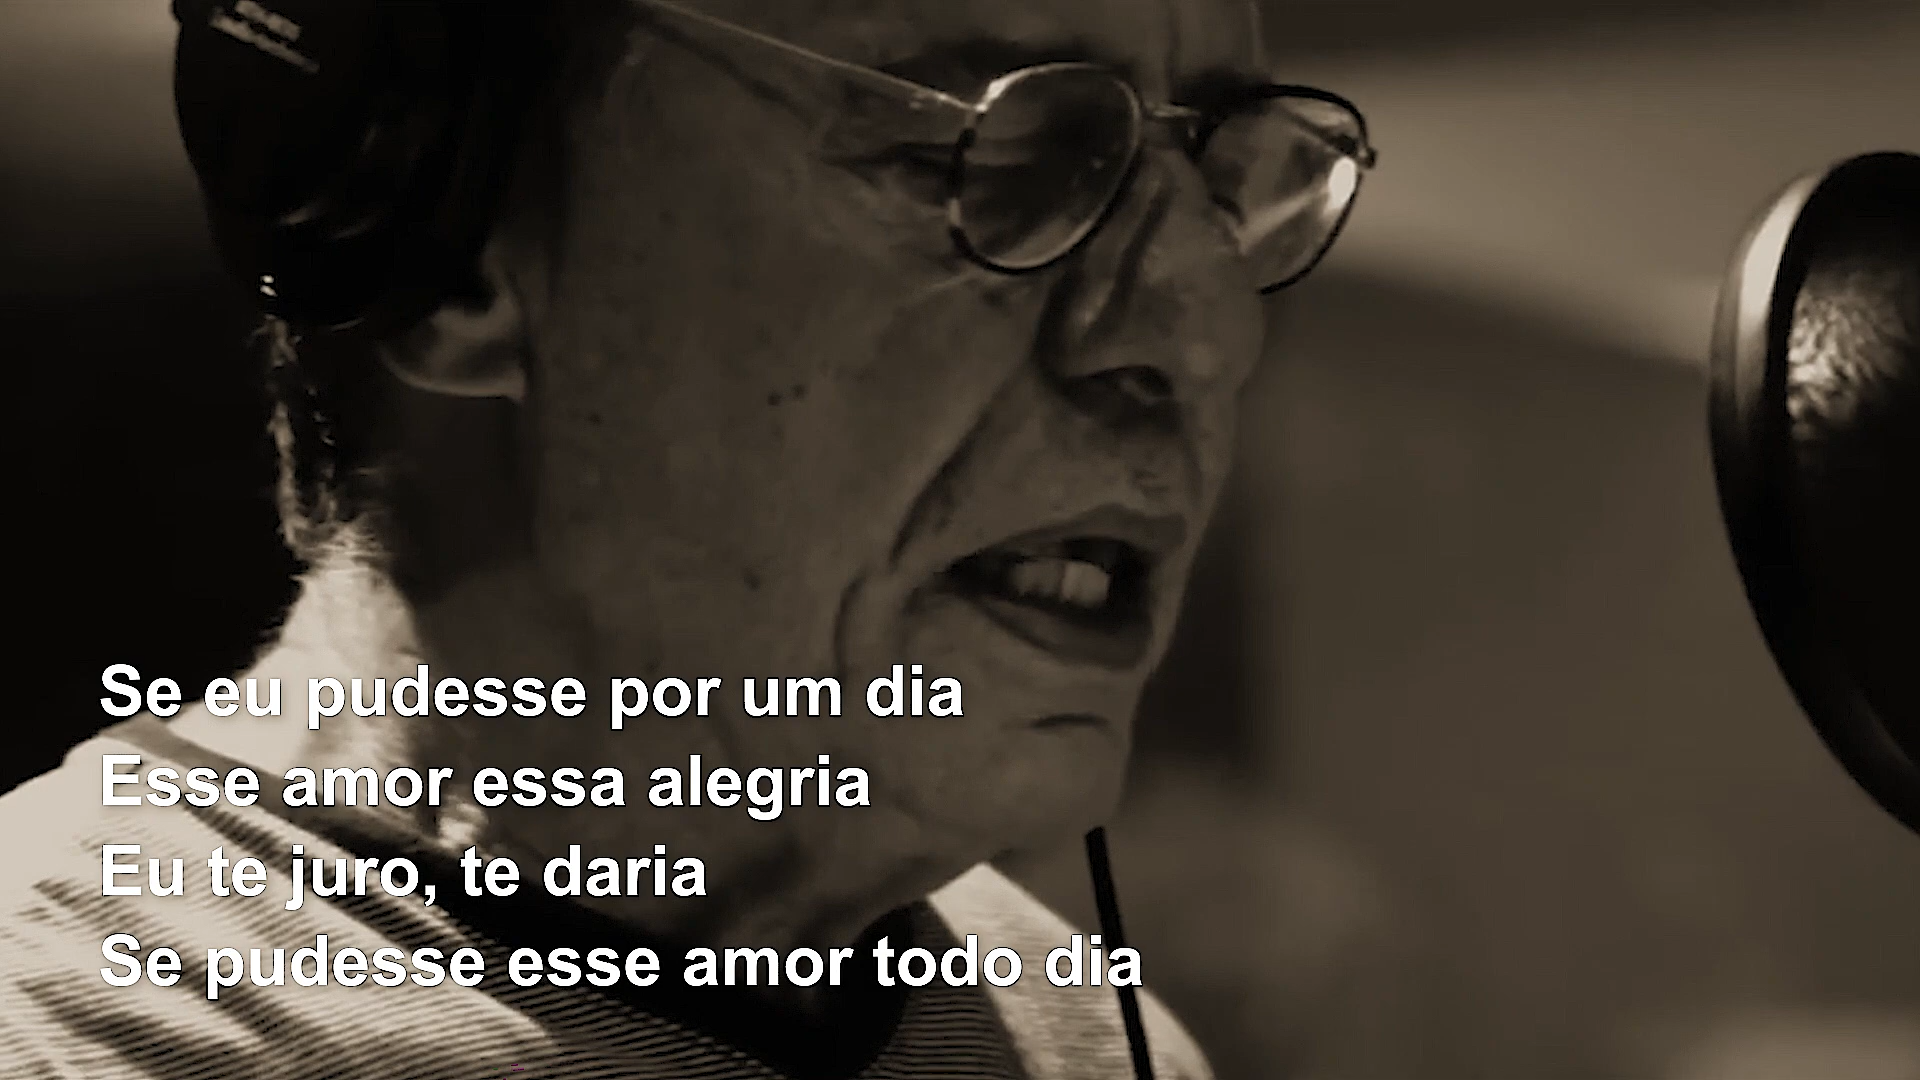 Se eu pudesse por um dia
Esse amor essa alegria
Eu te juro, te daria
Se pudesse esse amor todo dia